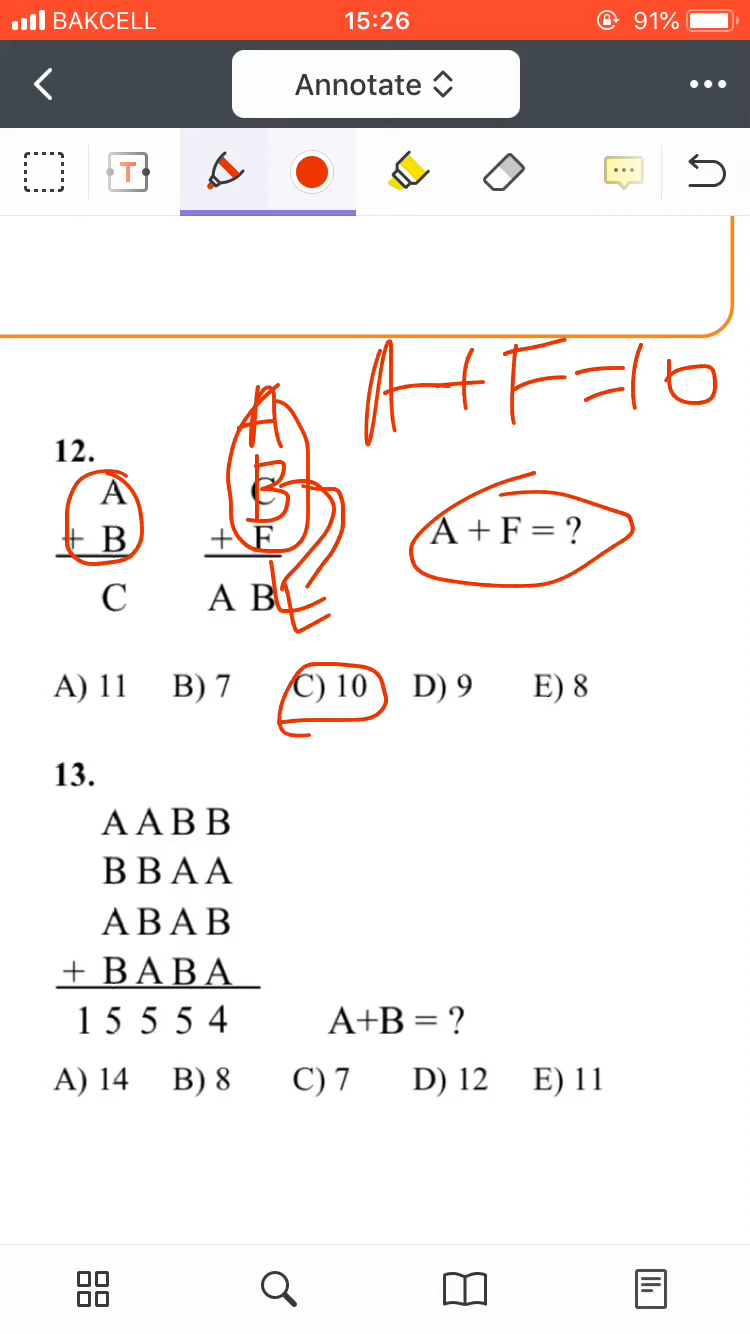 BAKCELL 15:26 91%
Annotate
T
A+F=10
12.
A
B
A C
+ B + F A + F = ?
C A B
A) 11 B) 7 C) 10 D) 9 E) 8
13.
A A B B
B B A A
A B A B
+ B A B A
1 5 5 5 4 A+B = ?
A) 14 B) 8 C) 7 D) 12 E) 11